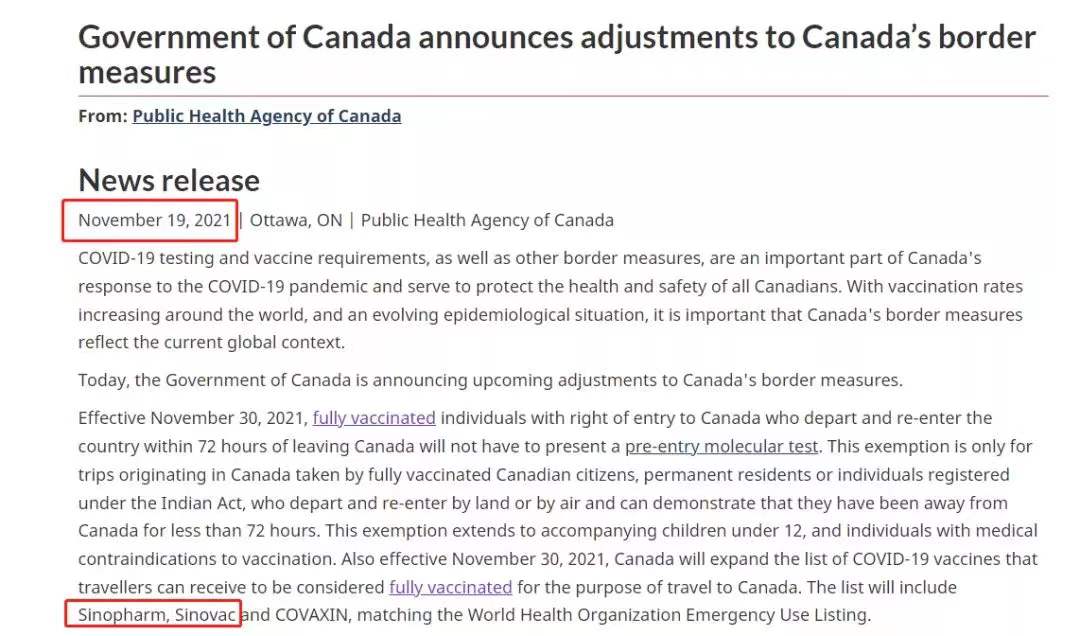 Government of Canada announces adjustments to Canada’s border
measures
From: Public Health Agency of Canada
News release
November 19, 2021 | Ottawa, ON | Public Health Agency of Canada
COVID-19 testing and vaccine requirements, as well as other border measures, are an important part of Canada's
response to the COVID-19 pandemic and serve to protect the health and safety of all Canadians. With vaccination rates
increasing around the world, and an evolving epidemiological situation, it is important that Canada's border measures
reflect the current global context.
Today, the Government of Canada is announcing upcoming adjustments to Canada's border measures.
Effective November 30, 2021, fully vaccinated individuals with right of entry to Canada who depart and re-enter the
country within 72 hours of leaving Canada will not have to present a pre-entry molecular test. This exemption is only for
trips originating in Canada taken by fully vaccinated Canadian citizens, permanent residents or individuals registered
under the Indian Act, who depart and re-enter by land or by air and can demonstrate that they have been away from
Canada for less than 72 hours. This exemption extends to accompanying children under 12, and individuals with medical
contraindications to vaccination. Also effective November 30, 2021, Canada will expand the list of COVID-19 vaccines that
travellers can receive to be considered fully vaccinated for the purpose of travel to Canada. The list will include
Sinopharm, Sinovac and COVAXIN, matching the World Health Organization Emergency Use Listing.